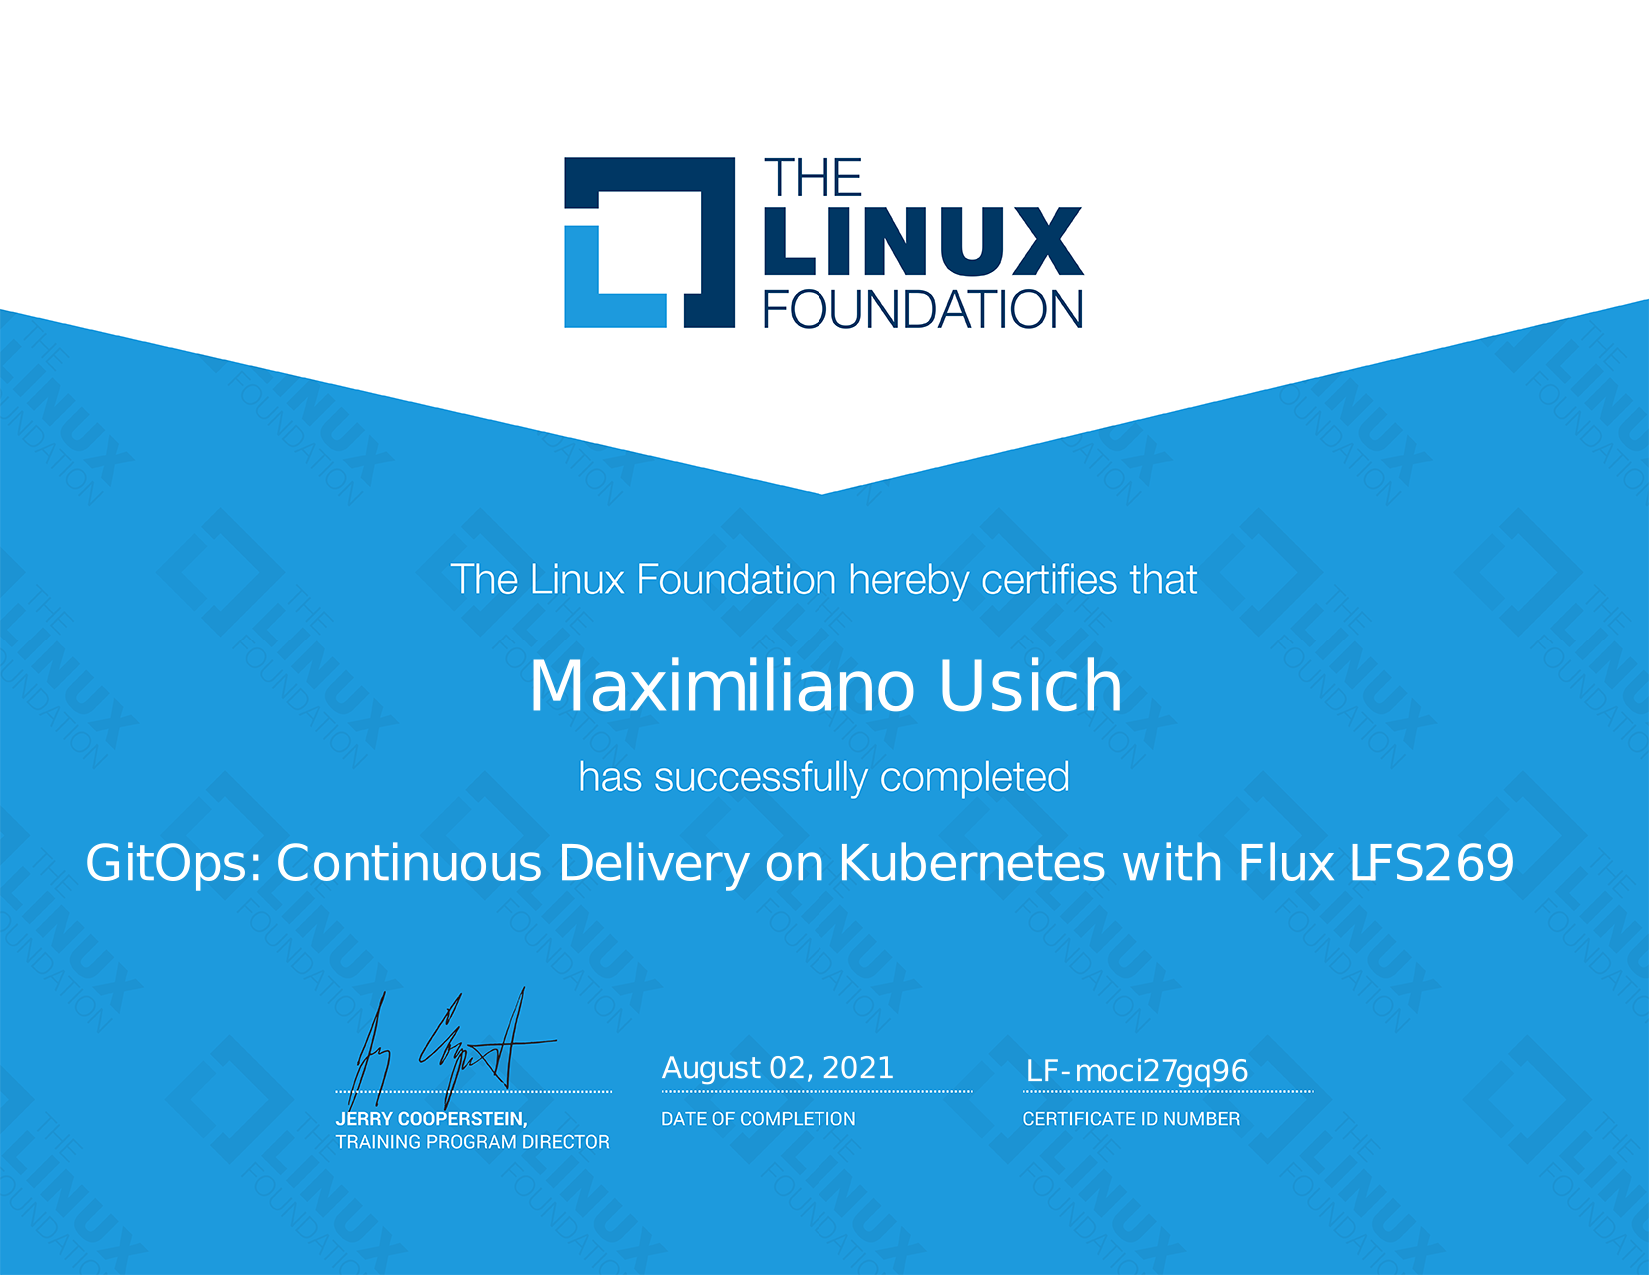 THE
LINUX
FOUNDATION
The Linux Foundation hereby certifies that
Maximiliano Usich
has successfully completed
GitOps: Continuous Delivery on Kubernetes with Flux LFS269
August 02, 2021
LF-moci27gq96
JERRY COOPERSTEIN,
TRAINING PROGRAM DIRECTOR
DATE OF COMPLETION
CERTIFICATE ID NUMBER